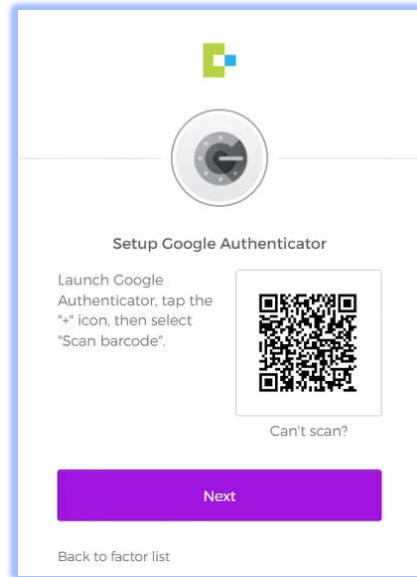 Setup Google Authenticator
Launch Google
Authenticator, tap the
"+" icon, then select
"Scan barcode".
Can't scan?
Next
Back to factor list